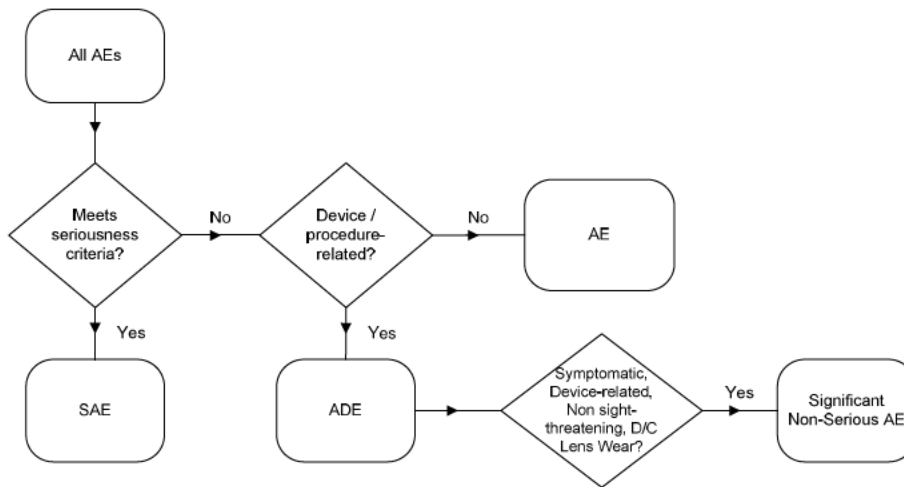 All AEs
Meets
seriousness
criteria?
No
Device /
procedure-
related?
No
AE
Yes
SAE
Yes
ADE
Symptomatic,
Device-related,
Non sight-
threatening, D/C
Lens Wear?
Yes
Significant
Non-Serious AE